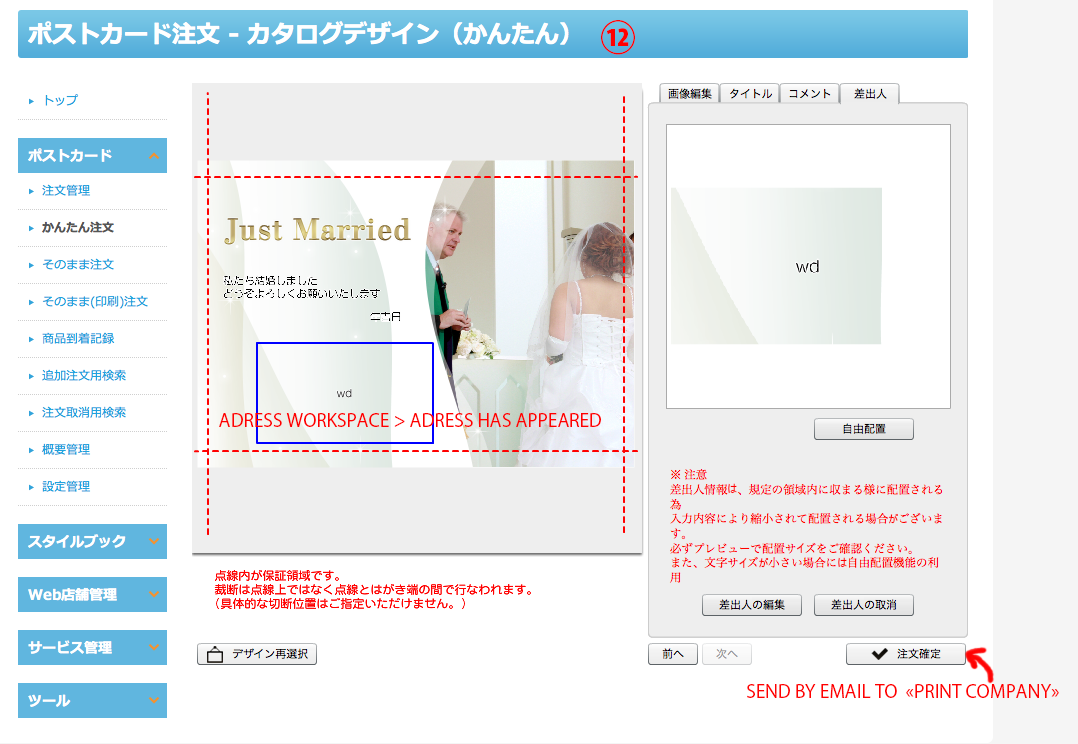 ポストカード注文 - カタログデザイン（かんたん） 12
トップ
ポストカード
注文管理
かんたん注文
そのまま注文
そのまま(印刷)注文
商品到着記録
追加注文用検索
注文取消用検索
概要管理
設定管理
スタイルブック
Web店舗管理
サービス管理
ツール
Just Married
私たち結婚しました
どうぞよろしくお願いいたします
年吉日
wd
ADRESS WORKSPACE > ADRESS HAS APPEARED
点線内が保証領域です。
裁断は点線上ではなく点線とはがき端の間で行なわれます。
（具体的な切断位置はご指定いただけません。）
デザイン再選択
画像編集 タイトル コメント 差出人
wd
自由配置
※ 注意
差出人情報は、規定の領域内に収まる様に配置される
為
入力内容により縮小されて配置される場合がございま
す。
必ずプレビューで配置サイズをご確認ください。
また、文字サイズが小さい場合には自由配置機能の利
用
差出人の編集 差出人の取消
前へ 次へ 注文確定
SEND BY EMAIL TO «PRINT COMPANY»